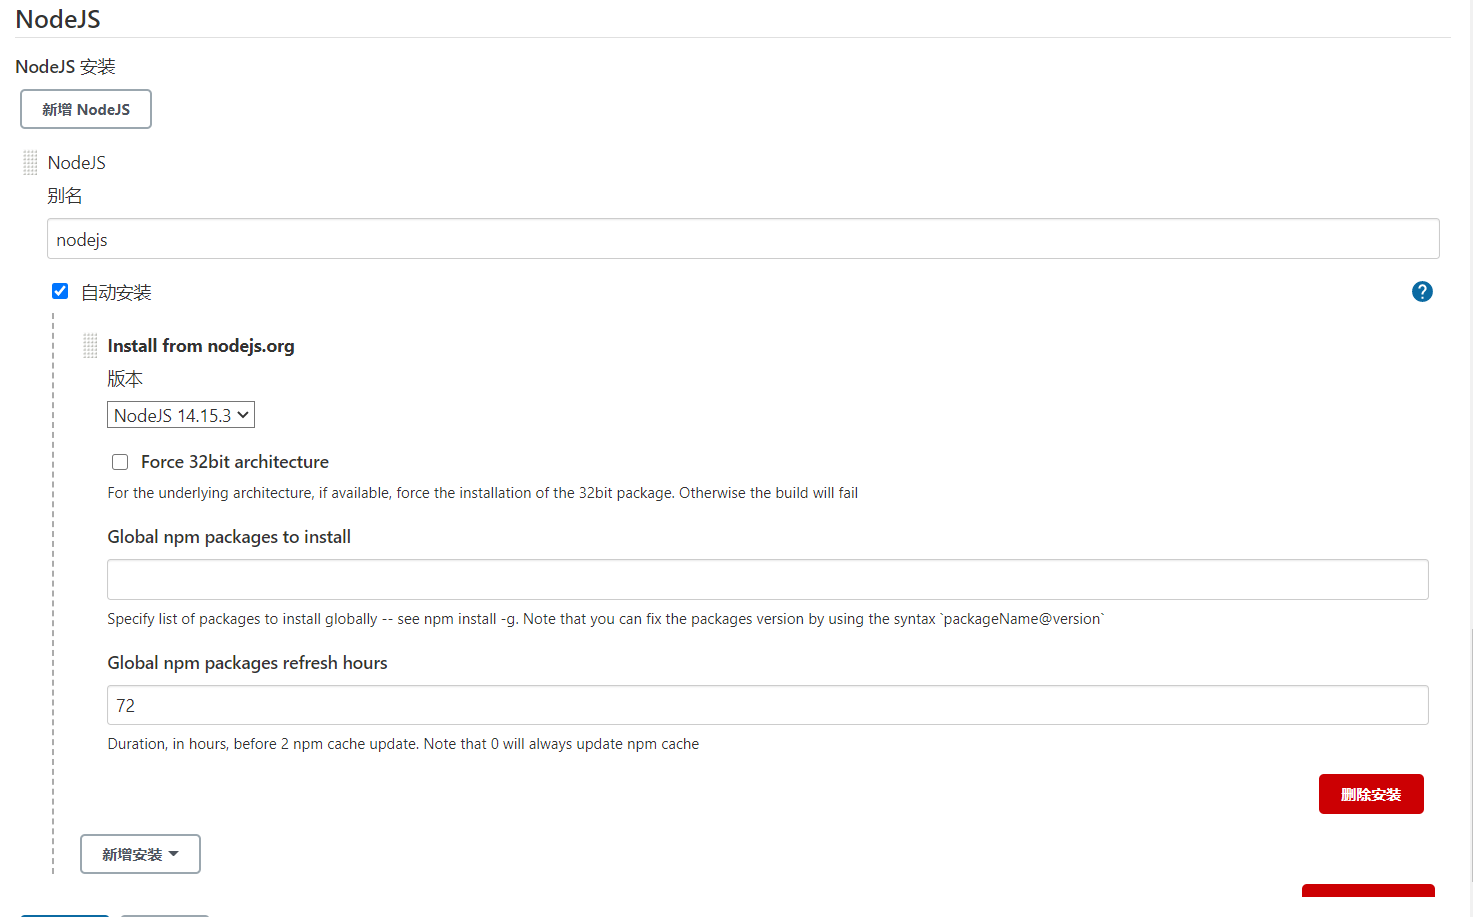 NodeJS
NodeJS 安装
新增 NodeJS
NodeJS
别名
nodejs
自动安装
?
Install from nodejs.org
版本
NodeJS 14.15.3
Force 32bit architecture
For the underlying architecture, if available, force the installation of the 32bit package. Otherwise the build will fail
Global npm packages to install
Specify list of packages to install globally -- see npm install -g. Note that you can fix the packages version by using the syntax `packageName@version`
Global npm packages refresh hours
72
Duration, in hours, before 2 npm cache update. Note that 0 will always update npm cache
删除安装
新增安装